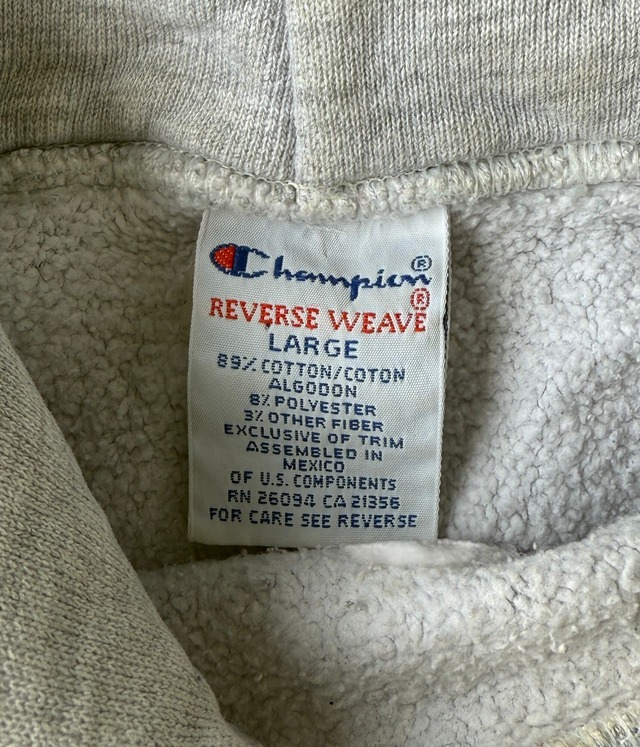 Champion®
REVERSE WEAVE®
LARGE
89% COTTON/COTON
ALGODON
8% POLYESTER
3% OTHER FIBER
EXCLUSIVE OF TRIM
ASSEMBLED IN
MEXICO
OF U.S. COMPONENTS
RN 26094 CA 21356
FOR CARE SEE REVERSE